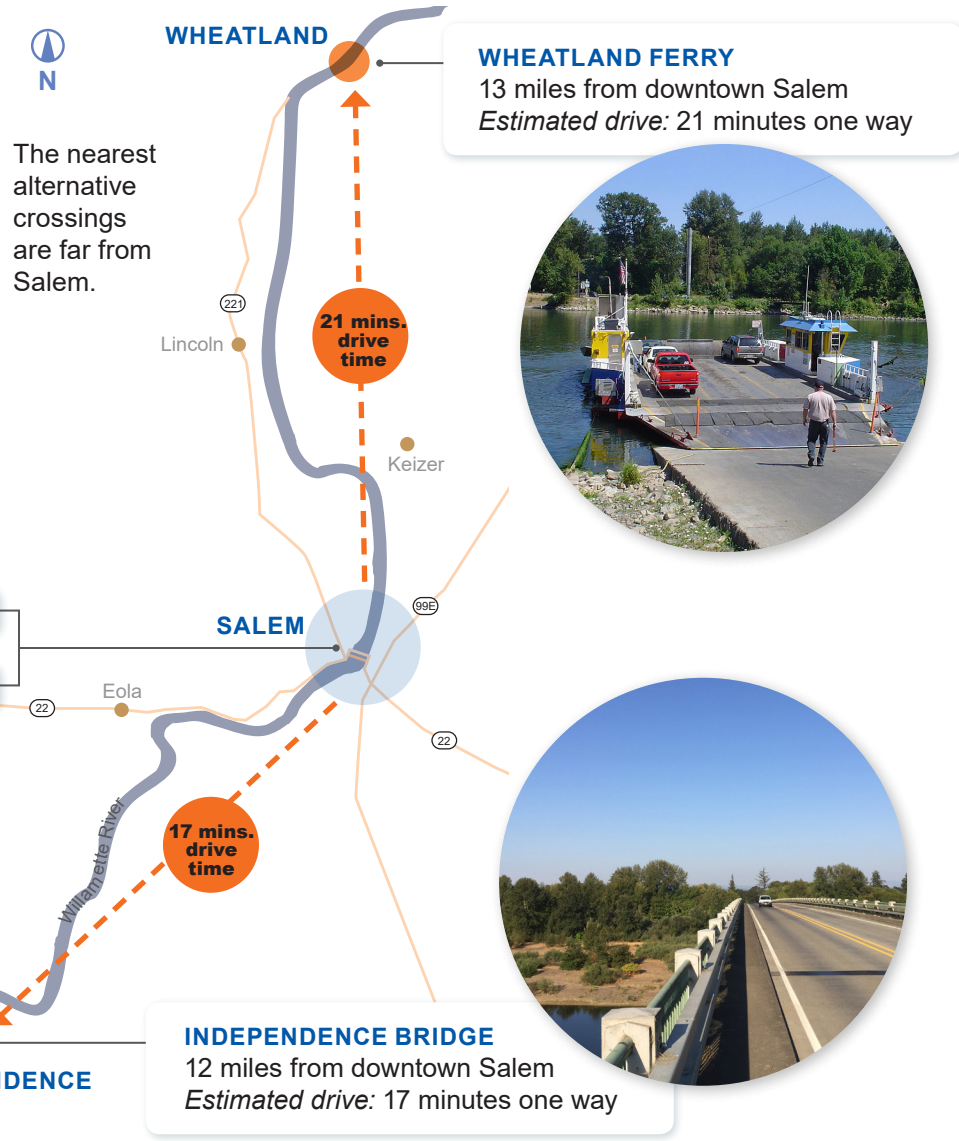 WHEATLAND
N
WHEATLAND FERRY
13 miles from downtown Salem
Estimated drive: 21 minutes one way
The nearest
alternative
crossings
are far from
Salem.
221
Lincoln
21 mins.
drive
time
Keizer
99E
SALEM
Eola
22
22
Willamette River
17 mins.
drive
time
INDEPENDENCE BRIDGE
12 miles from downtown Salem
Estimated drive: 17 minutes one way
NDENCE